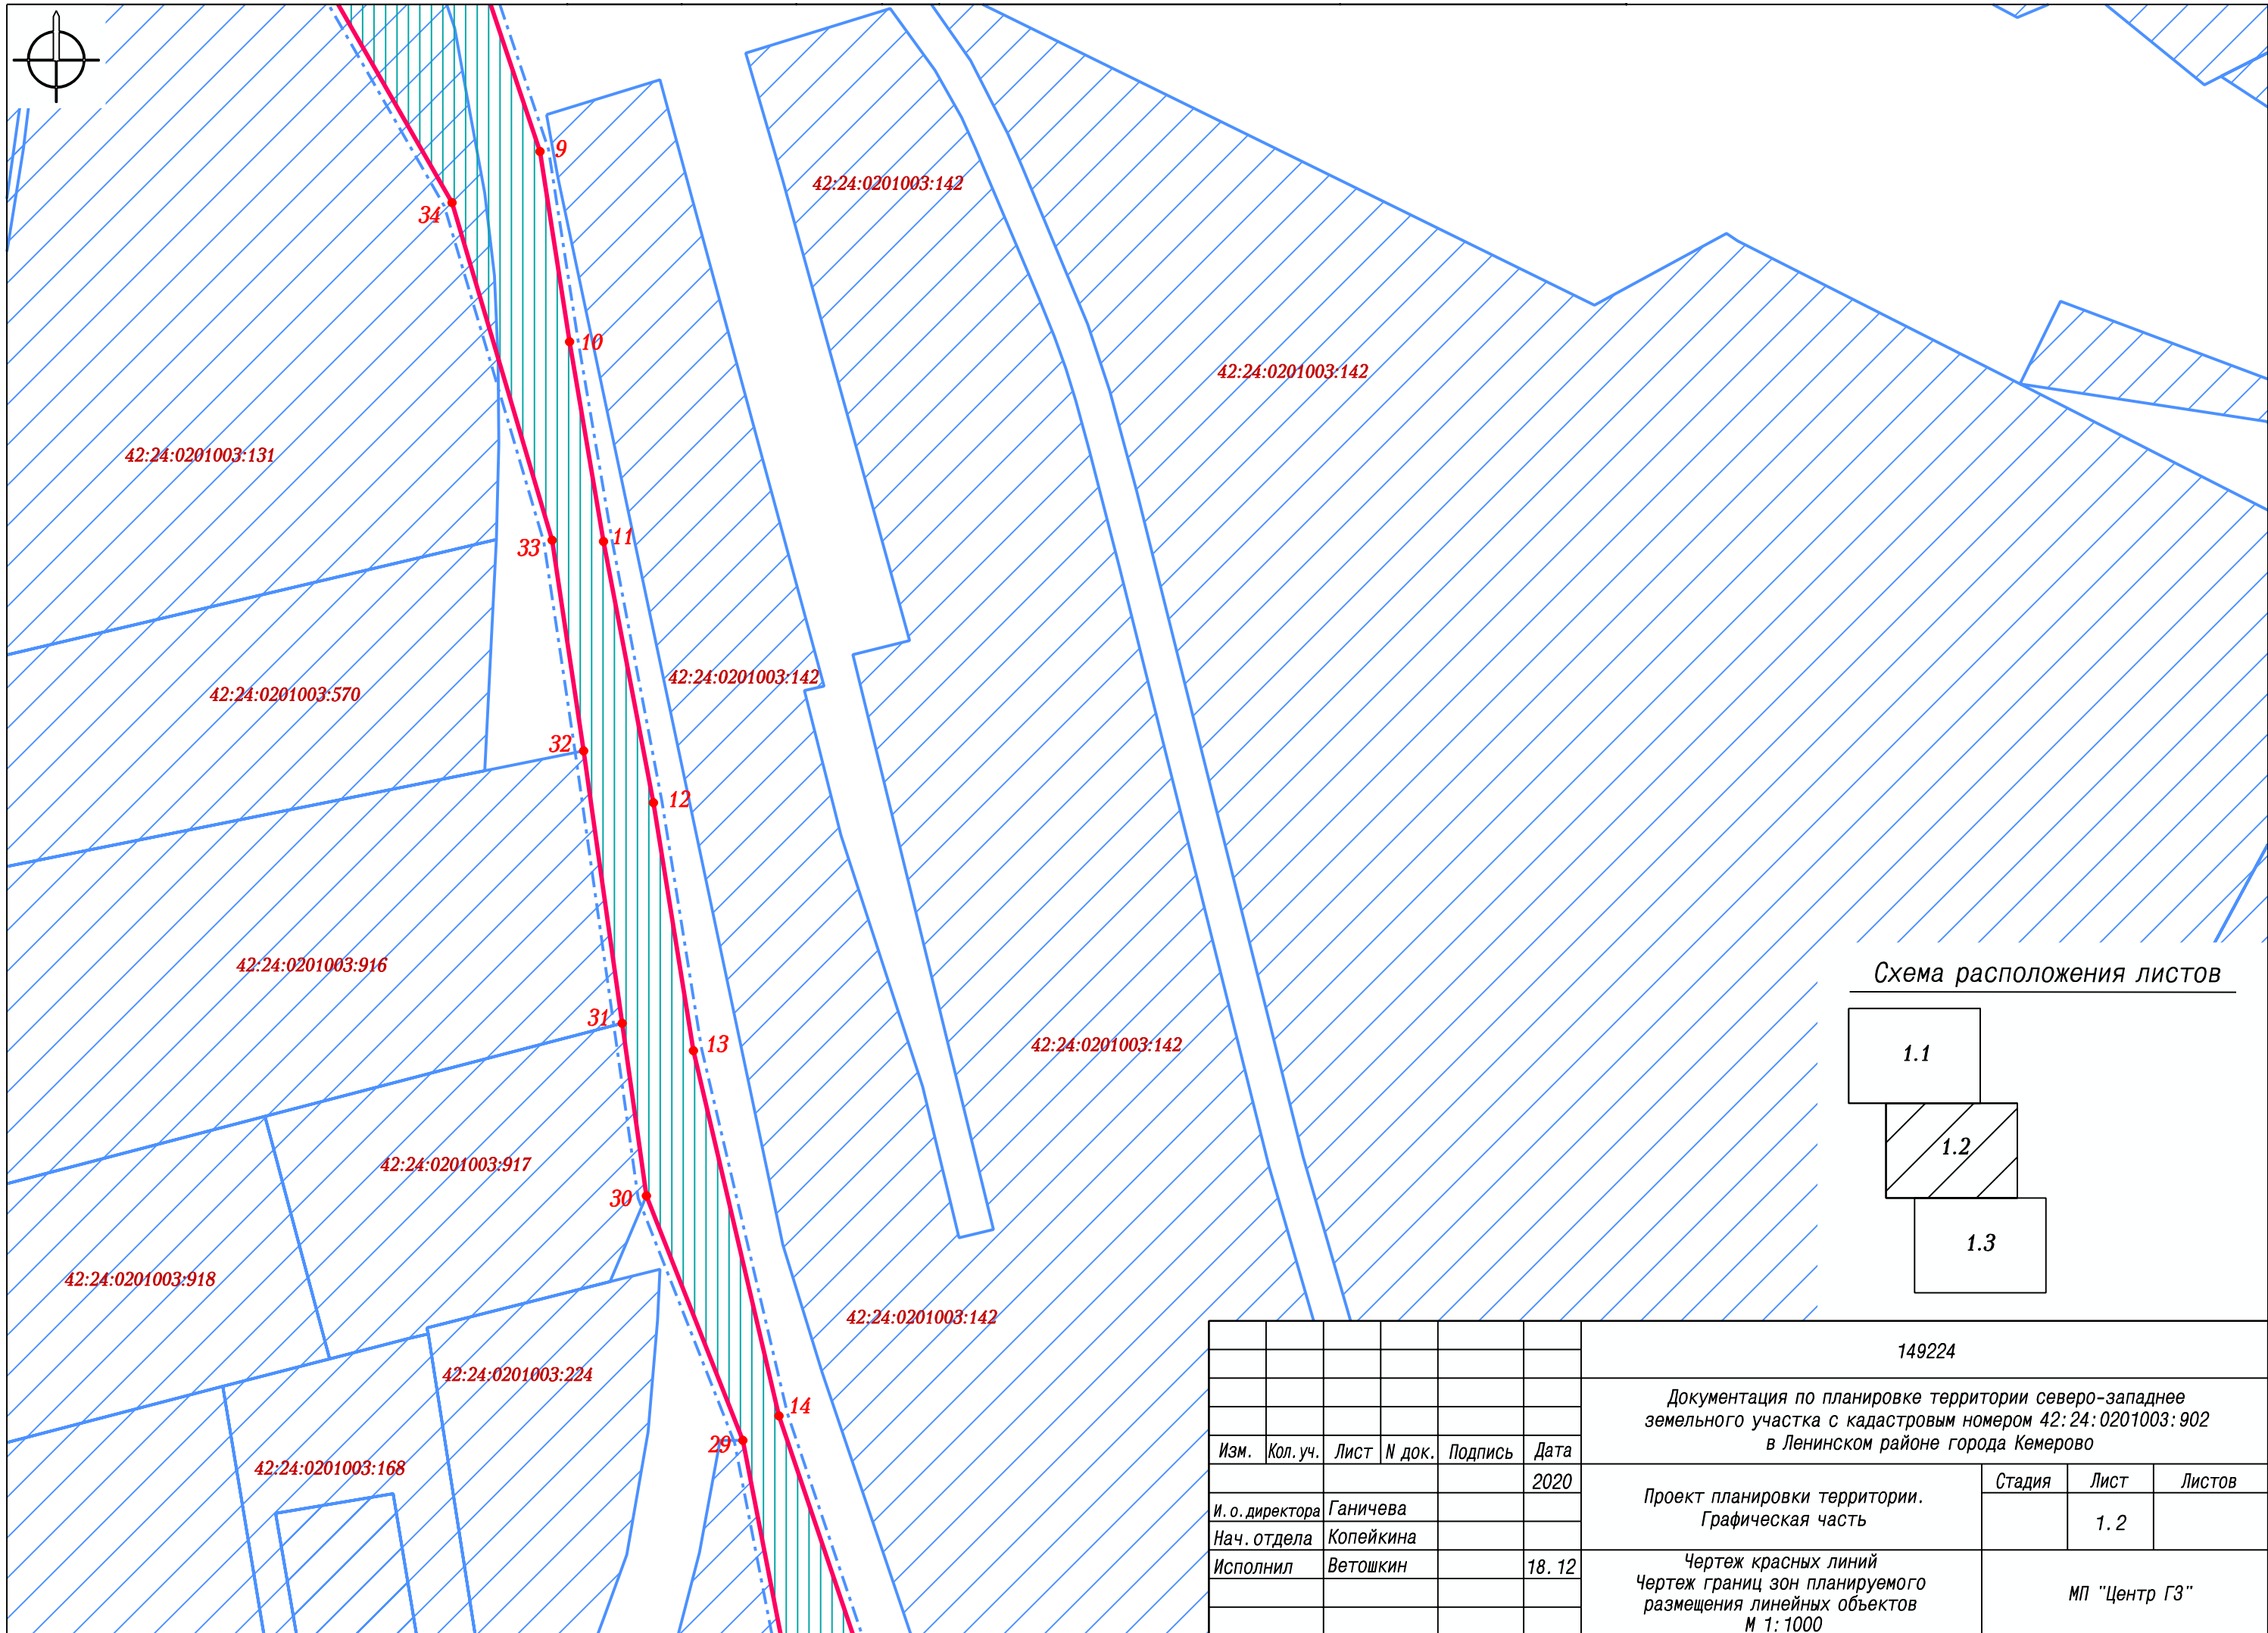 9
42:24:0201003:142
34
10
42:24:0201003:142
42:24:0201003:131
33
11
42:24:0201003:142
42:24:0201003:570
32
12
42:24:0201003:916
Схема расположения листов
31
13
42:24:0201003:142
1.1
1.2
42:24:0201003:917
30
1.3
42:24:0201003:918
42:24:0201003:142
42:24:0201003:224
14
29
42:24:0201003:168
149224
Документация по планировке территории северо-западнее
земельного участка с кадастровым номером 42:24:0201003:902
в Ленинском районе города Кемерово
Изм. Кол.уч. Лист N док. Подпись Дата
2020
Проект планировки территории.
Графическая часть
Стадия Лист Листов
1.2
И.о.директора Ганичева
Нач.отдела Копейкина
Исполнил Ветошкин 18.12
Чертеж красных линий
Чертеж границ зон планируемого
размещения линейных объектов
М 1:1000
МП "Центр ГЗ"